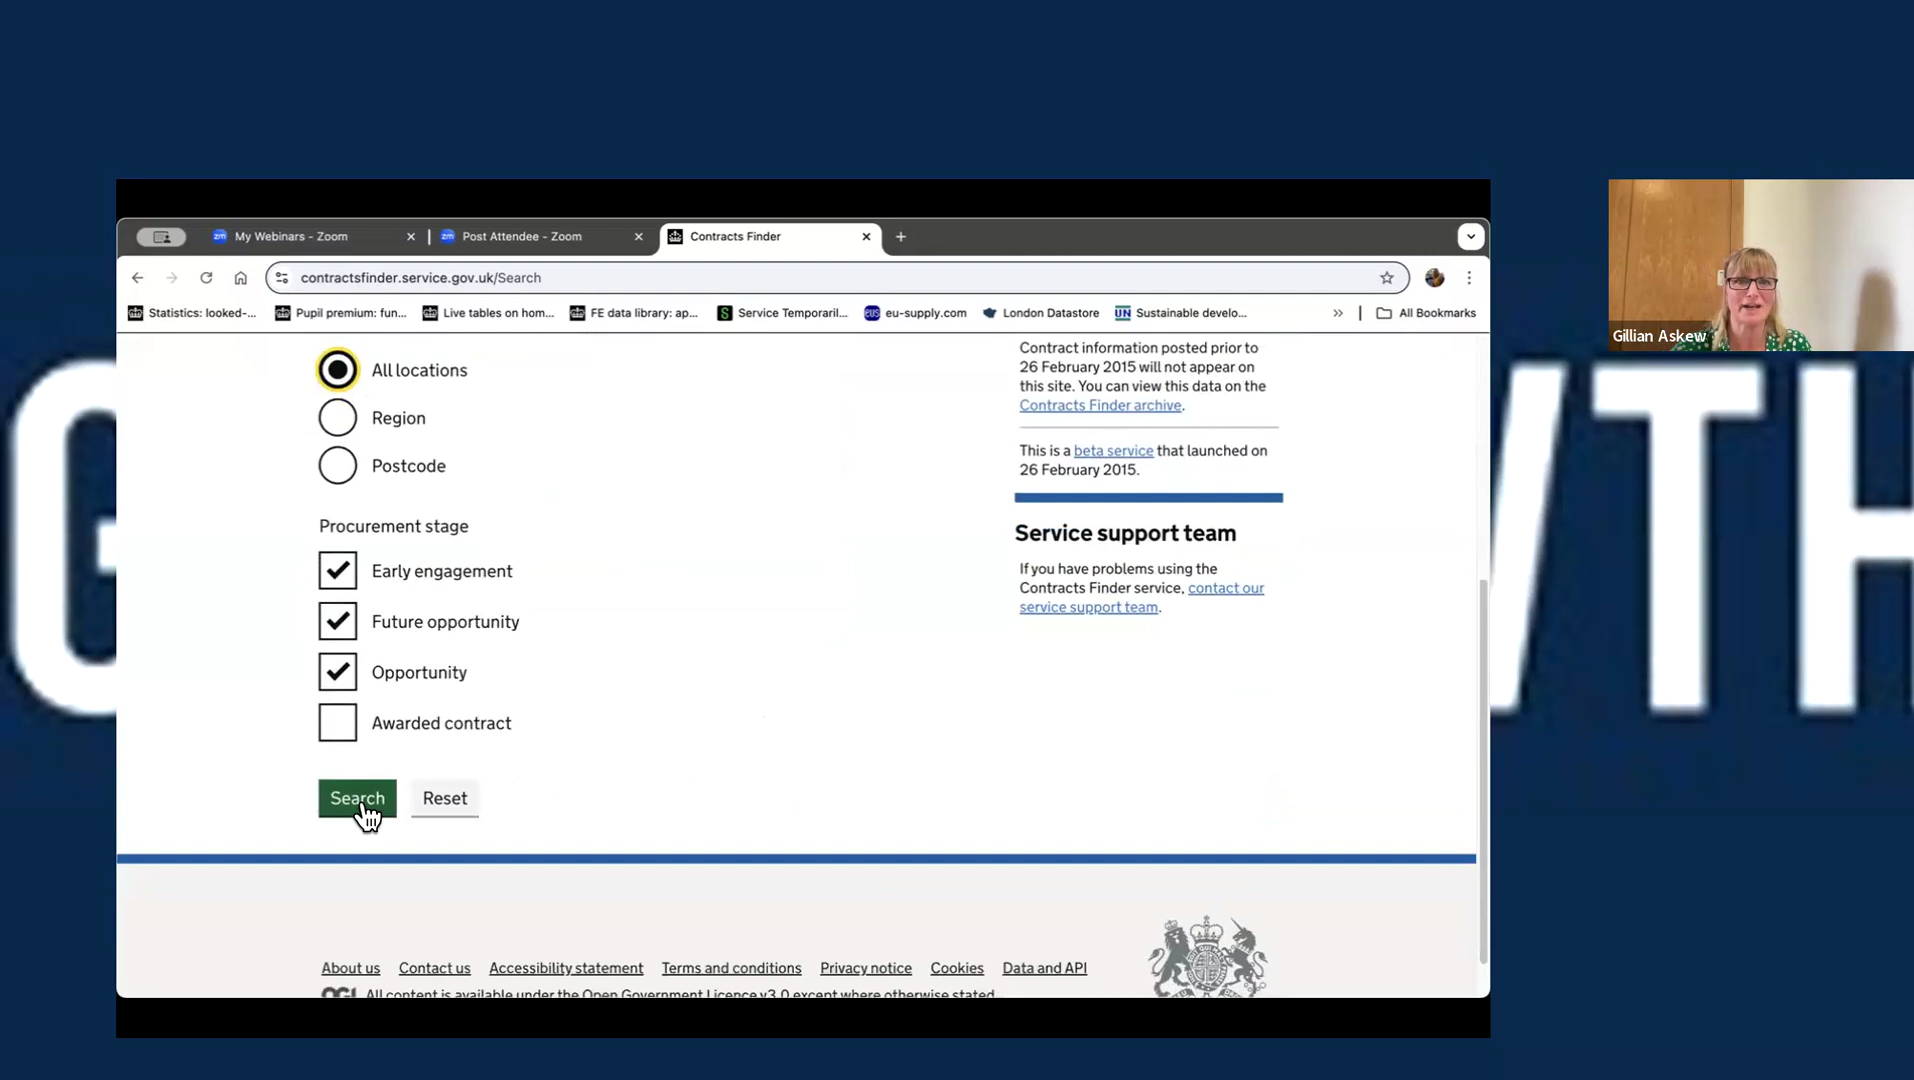 My Webinars - Zoom
Post Attendee - Zoom
Contracts Finder
contractsfinder.service.gov.uk/Search
Statistics: looked-...
Pupil premium: fun...
Live tables on hom...
FE data library: ap...
Service Temporaril...
eu-supply.com
London Datastore
Sustainable develo...
All Bookmarks
All locations
Region
Postcode
Procurement stage
Early engagement
Future opportunity
Opportunity
Awarded contract
Search
Reset
Contract information posted prior to
26 February 2015 will not appear on
this site. You can view this data on the
Contracts Finder archive.
This is a beta service that launched on
26 February 2015.
Service support team
If you have problems using the
Contracts Finder service, contact our
service support team.
About us
Contact us
Accessibility statement
Terms and conditions
Privacy notice
Cookies
Data and API
OGL All content is available under the Open Government Licence v3.0 except where otherwise stated
Gillian Askew
G
WTH